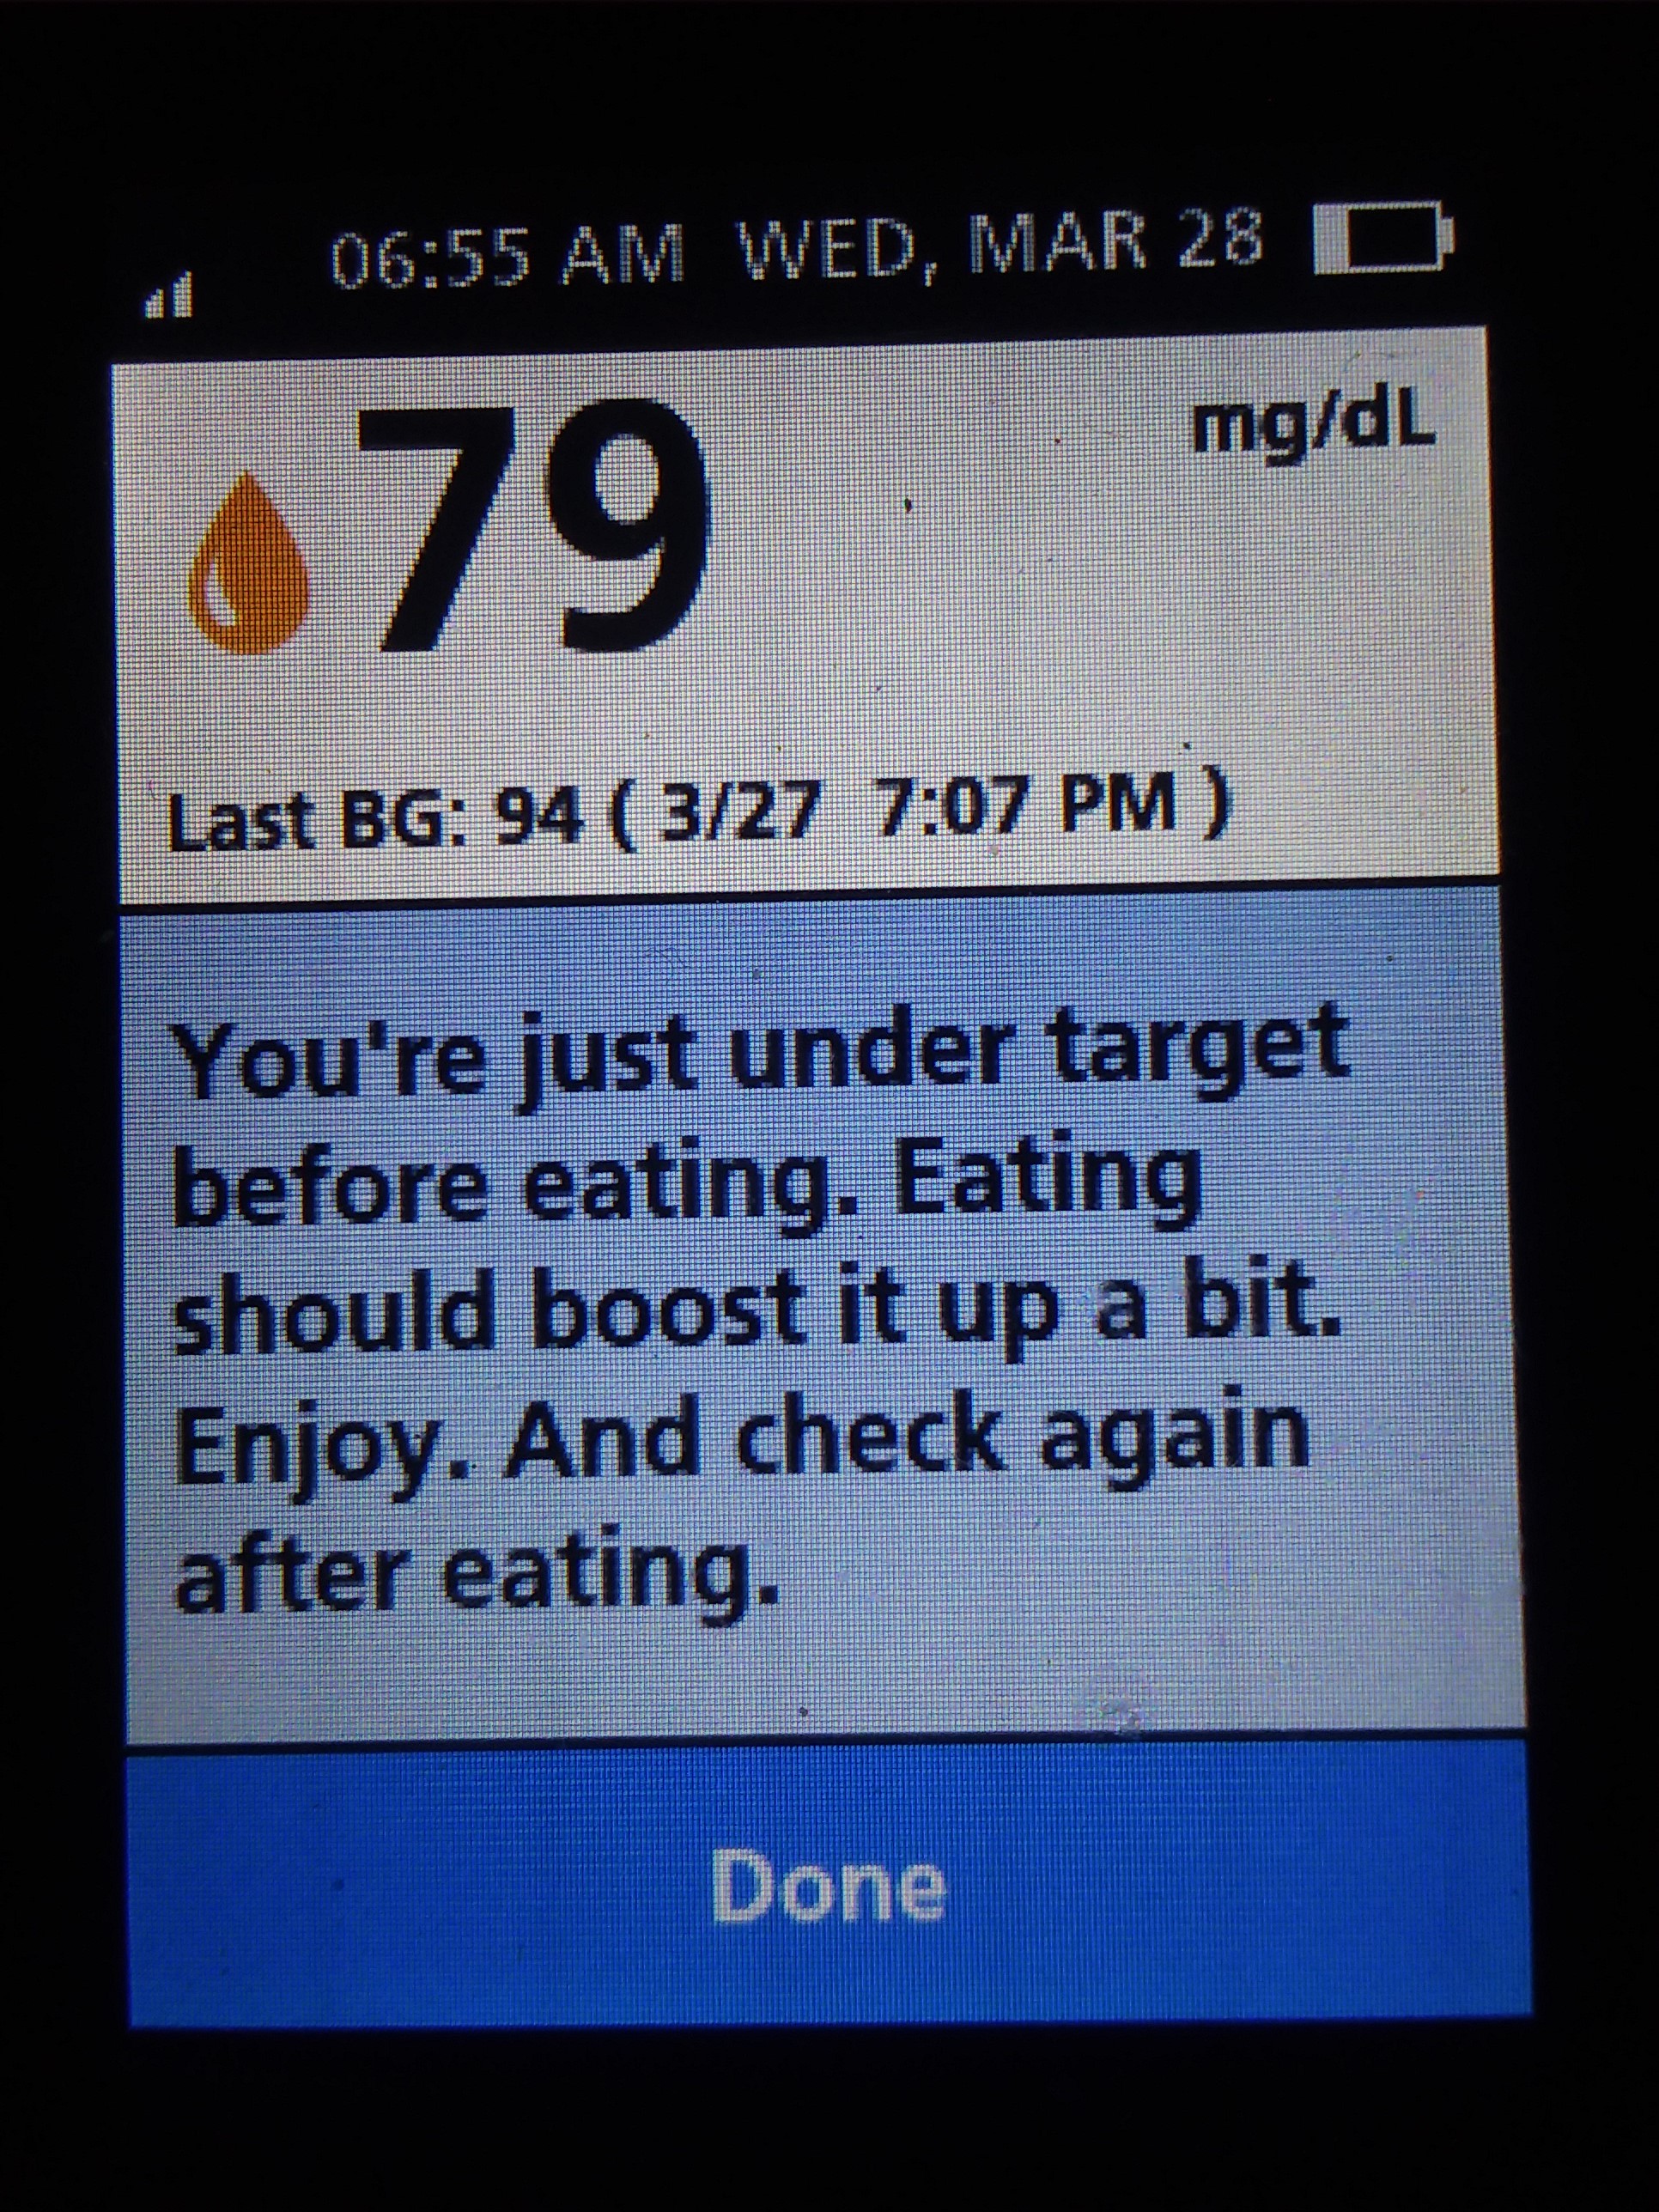 06:55 AM WED, MAR 28
79 mg/dL
Last BG: 94 ( 3/27 7:07 PM )
You're just under target
before eating. Eating
should boost it up a bit.
Enjoy. And check again
after eating.
Done